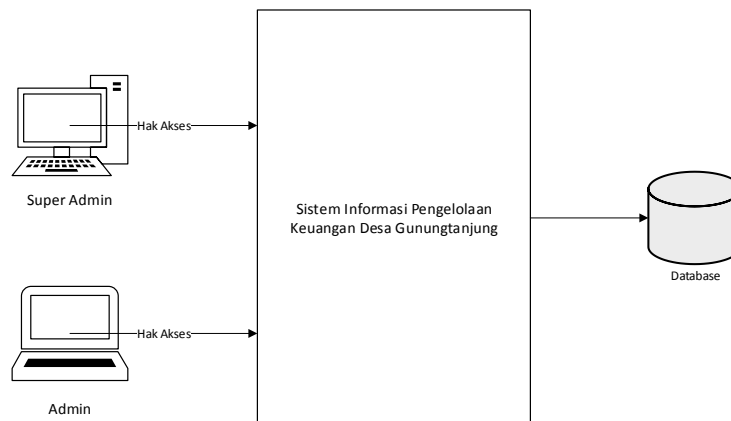 Hak Akses
Super Admin
Sistem Informasi Pengelolaan
Keuangan Desa Gunungtanjung
Database
Hak Akses
Admin